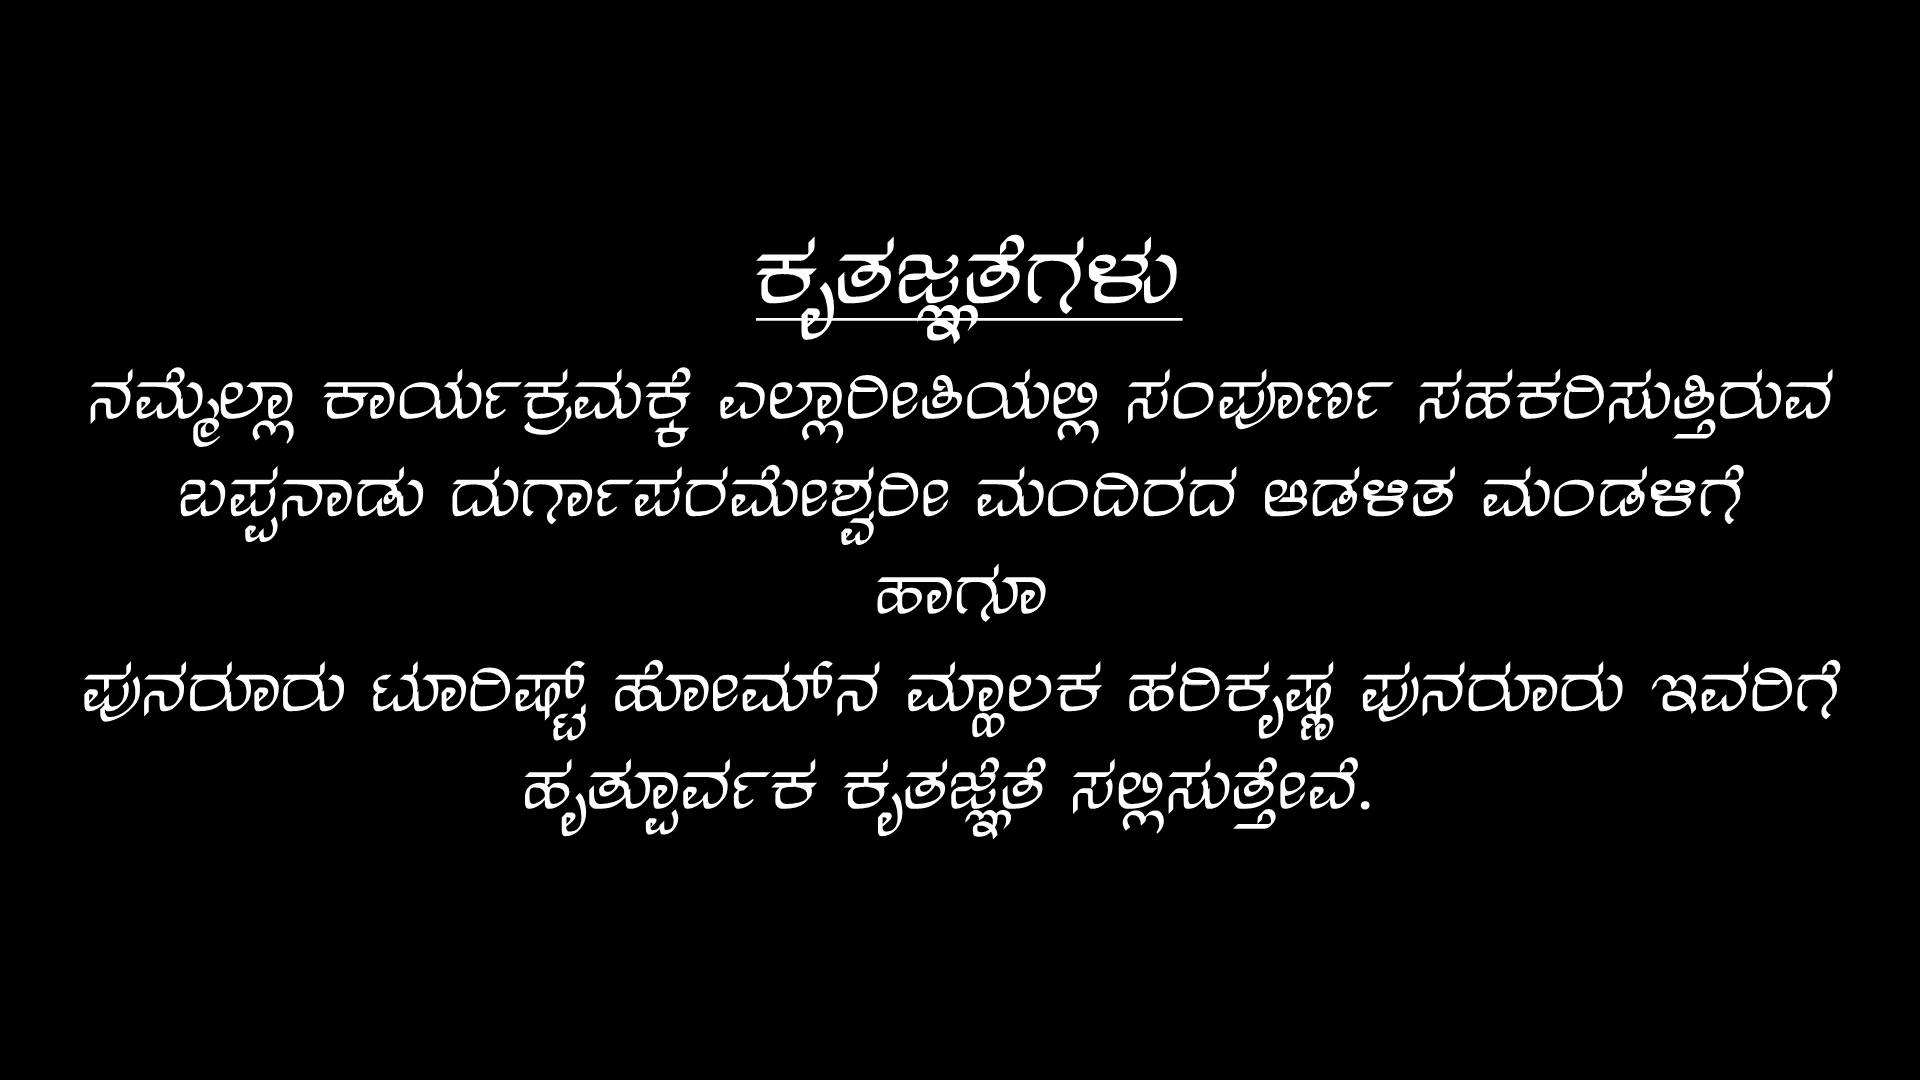 ಕೃತಜ್ಞತೆಗಳು
ನಮ್ಮೆಲ್ಲಾ ಕಾರ್ಯಕ್ರಮಕ್ಕೆ ಎಲ್ಲಾರೀತಿಯಲ್ಲಿ ಸಂಪೂರ್ಣ ಸಹಕರಿಸುತ್ತಿರುವ
ಬಪ್ಪನಾಡು ದುರ್ಗಾಪರಮೇಶ್ವರೀ ಮಂದಿರದ ಆಡಳಿತ ಮಂಡಳಿಗೆ
ಹಾಗೂ
ಪುನರೂರು ಟೂರಿಷ್ಟ್ ಹೋಮ್‌ನ ಮ್ಹಾಲಕ ಹರಿಕೃಷ್ಣ ಪುನರೂರು ಇವರಿಗೆ
ಹೃತ್ಪೂರ್ವಕ ಕೃತಜ್ಞೆತೆ ಸಲ್ಲಿಸುತ್ತೇವೆ.